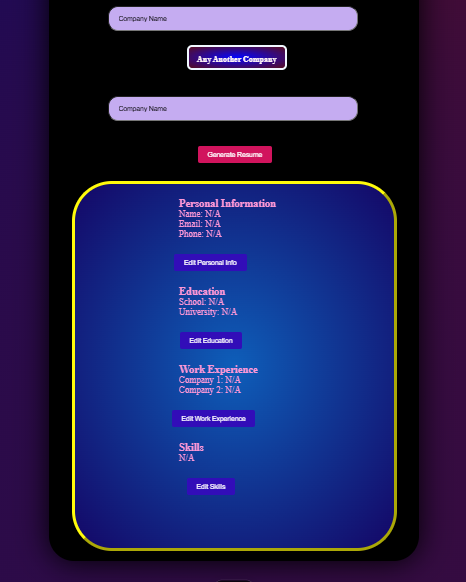 Company Name
Any Another Company
Company Name
Generate Resume
Personal Information
Name: N/A
Email: N/A
Phone: N/A
Edit Personal Info
Education
School: N/A
University: N/A
Edit Education
Work Experience
Company 1: N/A
Company 2: N/A
Edit Work Experience
Skills
N/A
Edit Skills